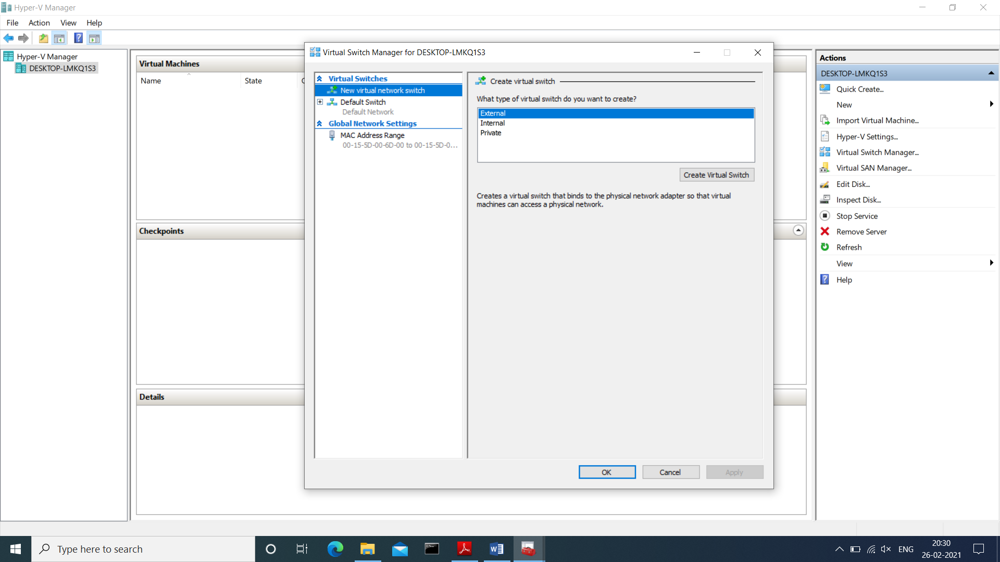 Hyper-V Manager
File Action View Help
Hyper-V Manager
DESKTOP-LMKQ1S3
Virtual Machines
Name State
Checkpoints
Details
Virtual Switch Manager for DESKTOP-LMKQ1S3
Virtual Switches
New virtual network switch
Default Switch
Default Network
Global Network Settings
MAC Address Range
00-15-5D-00-6D-00 to 00-15-5D-0...
Create virtual switch
What type of virtual switch do you want to create?
External
Internal
Private
Create Virtual Switch
Creates a virtual switch that binds to the physical network adapter so that virtual
machines can access a physical network.
OK Cancel Apply
Actions
DESKTOP-LMKQ1S3
Quick Create...
New
Import Virtual Machine...
Hyper-V Settings...
Virtual Switch Manager...
Virtual SAN Manager...
Edit Disk...
Inspect Disk...
Stop Service
Remove Server
Refresh
View
Help
Type here to search
ENG
20:30
26-02-2021